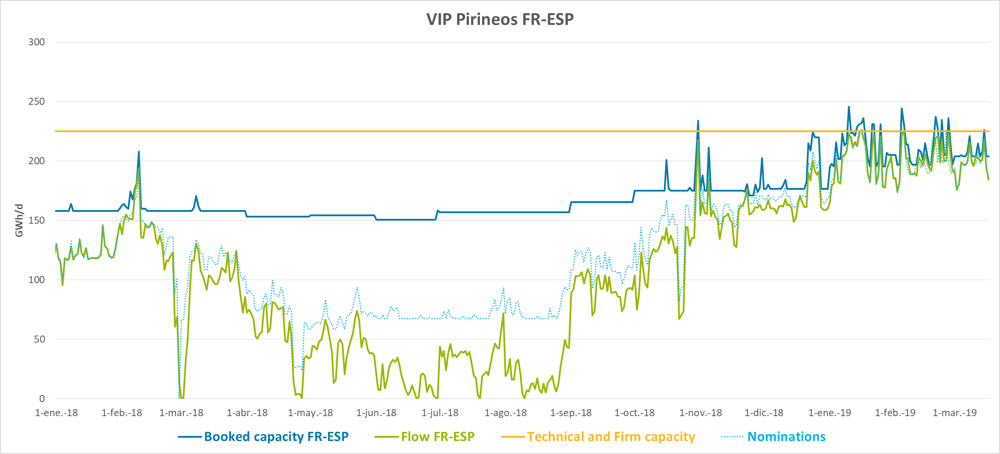 VIP Pirineos FR-ESP
300
250
200
150
100
50
0
GWh/d
1-ene.-18 1-feb.-18 1-mar.-18 1-abr.-18 1-may.-18 1-jun.-18 1-jul.-18 1-ago.-18 1-sep.-18 1-oct.-18 1-nov.-18 1-dic.-18 1-ene.-19 1-feb.-19 1-mar.-19
Booked capacity FR-ESP Flow FR-ESP Technical and Firm capacity Nominations